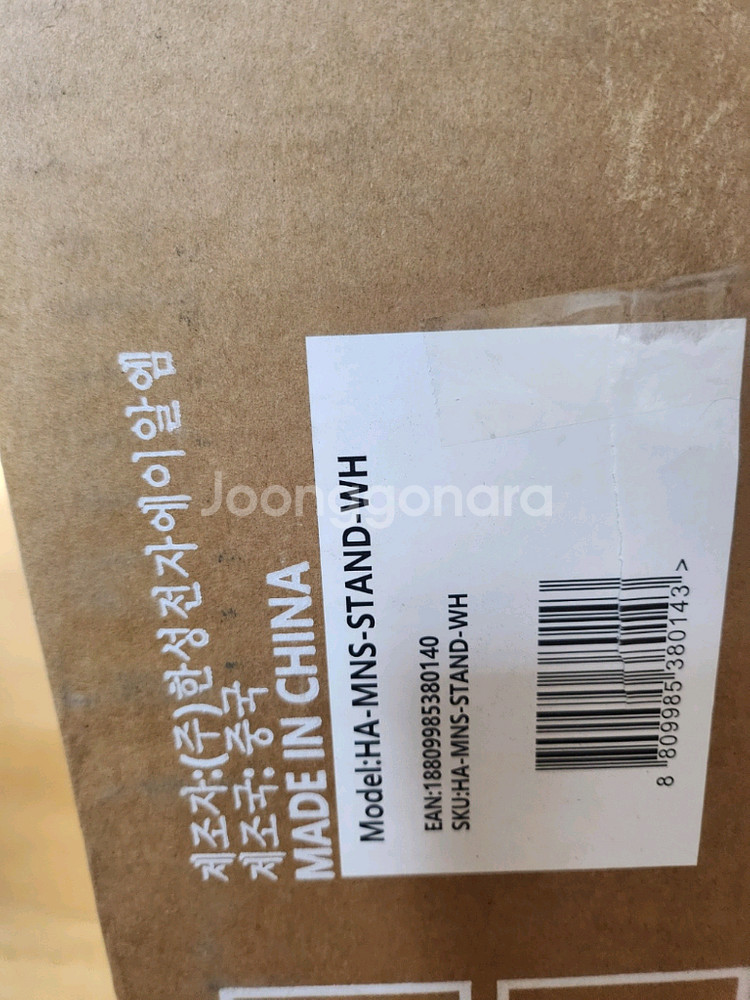 제조자:(주)한성전자에이알엠
제조국: 중국
MADE IN CHINA
Model:HA-MNS-STAND-WH
EAN:18809985380140
SKU:HA-MNS-STAND-WH
8 809985 380143 >
Joonggonara